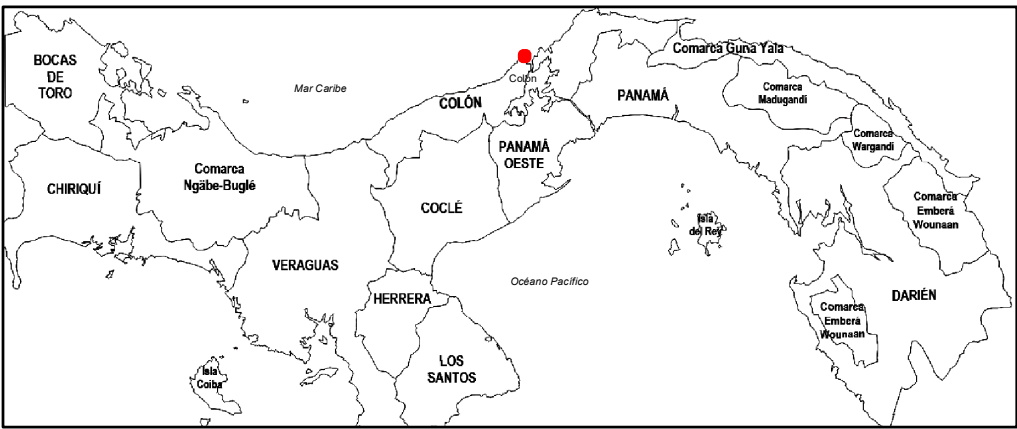 BOCAS
DE
TORO
Mar Caribe
Colón
COLÓN
PANAMÁ
Comarca Guna Yala
Comarca
Madugandi
Comarca
Wargandi
PANAMÁ
OESTE
CHIRIQUÍ
Comarca
Ngäbe-Buglé
COCLÉ
Comarca
Emberá
Wounaan
Isla
del Rey
VERAGUAS
Océano Pacífico
HERRERA
DARIÉN
Comarca
Emberá
Wounaan
LOS
SANTOS
Isla
Coiba